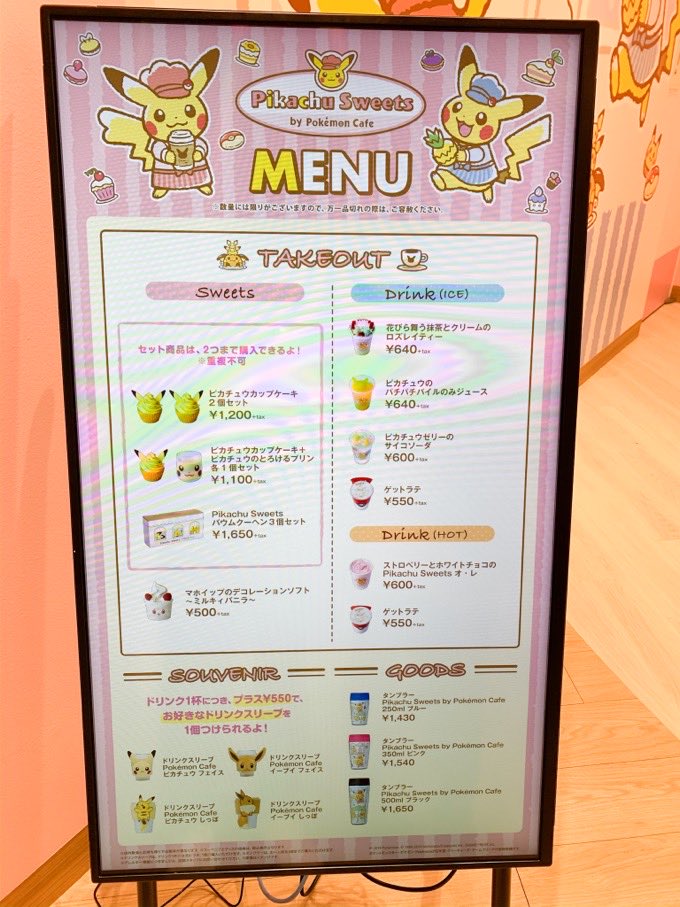 Pikachu Sweets
by Pokémon Cafe
MENU
※数量には限りがございますので、万一品切れの際は、ご容赦ください。
TAKEOUT
Sweets
セット商品は、2つまで購入できるよ！
※重複不可
ピカチュウカップケーキ
2個セット
¥1,200+tax
ピカチュウカップケーキ+
ピカチュウのとろけるプリン
各1個セット
¥1,100+tax
Pikachu Sweets
バウムクーヘン3個セット
¥1,650+tax
マホイップのデコレーションソフト
～ミルキィバニラ～
¥500+tax
Drink (ICE)
花びら舞う抹茶とクリームの
ロズレイティー
¥640+tax
ピカチュウの
パチパチパイルのみジュース
¥640+tax
ピカチュウゼリーの
サイコソーダ
¥600+tax
ゲットラテ
¥550+tax
Drink (HOT)
ストロベリーとホワイトチョコの
Pikachu Sweets オ・レ
¥600+tax
ゲットラテ
¥550+tax
SOUVENIR
ドリンク1杯につき、プラス¥550で、
お好きなドリンクスリーブを
1個つけられるよ！
ドリンクスリーブ
Pokémon Cafe
ピカチュウ フェイス
ドリンクスリーブ
Pokémon Cafe
イーブイ フェイス
ドリンクスリーブ
Pokémon Cafe
ピカチュウ しっぽ
ドリンクスリーブ
Pokémon Cafe
イーブイ しっぽ
GOODS
タンブラー
Pikachu Sweets by Pokémon Cafe
250ml ブルー
¥1,430
タンブラー
Pikachu Sweets by Pokémon Cafe
350ml ピンク
¥1,540
タンブラー
Pikachu Sweets by Pokémon Cafe
500ml ブラック
¥1,650